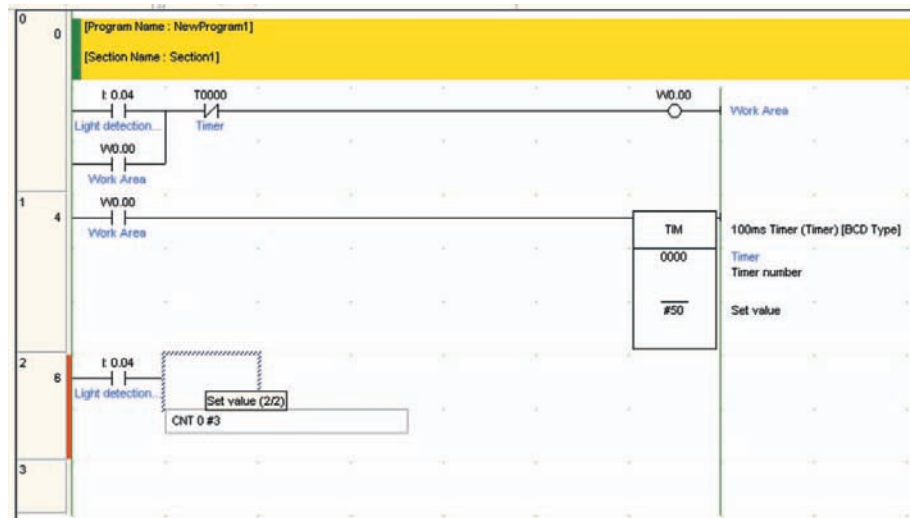 0
0
[Program Name : NewProgram1]
[Section Name : Section1]
I: 0.04
T0000
W0.00
Light detection...
Timer
Work Area
W0.00
Work Area
1
4
W0.00
Work Area
TIM
100ms Timer (Timer) [BCD Type]
0000
Timer
Timer number
#50
Set value
2
6
I: 0.04
Light detection...
Set value (2/2)
CNT 0 #3
3